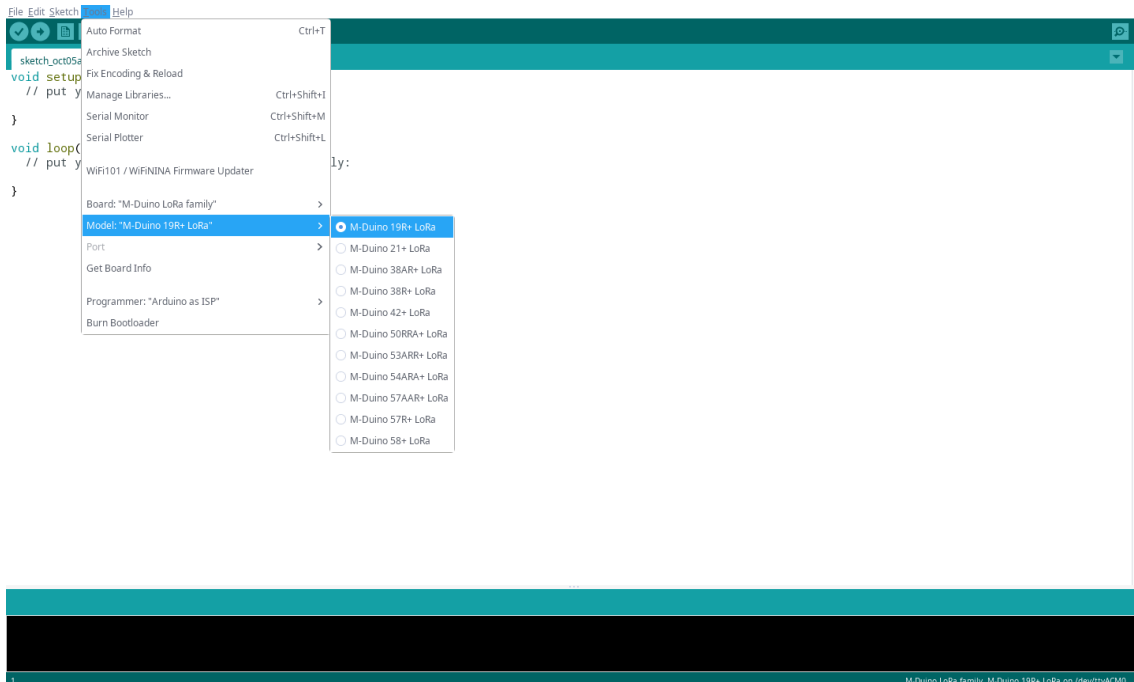 File Edit Sketch Tools Help
Auto Format Ctrl+T
Archive Sketch
Fix Encoding & Reload
Manage Libraries... Ctrl+Shift+I
Serial Monitor Ctrl+Shift+M
Serial Plotter Ctrl+Shift+L
WiFi101 / WiFiNINA Firmware Updater
Board: "M-Duino LoRa family"
Model: "M-Duino 19R+ LoRa"
Port
Get Board Info
Programmer: "Arduino as ISP"
Burn Bootloader
M-Duino 19R+ LoRa
M-Duino 21+ LoRa
M-Duino 38AR+ LoRa
M-Duino 38R+ LoRa
M-Duino 42+ LoRa
M-Duino 50RRA+ LoRa
M-Duino 53ARR+ LoRa
M-Duino 54ARA+ LoRa
M-Duino 57AAR+ LoRa
M-Duino 57R+ LoRa
M-Duino 58+ LoRa
sketch_oct05a
void setup
// put y
}
void loop(
// put y ly:
}
...
1 M-Duino LoRa family, M-Duino 19R+ LoRa on /dev/ttyACM0